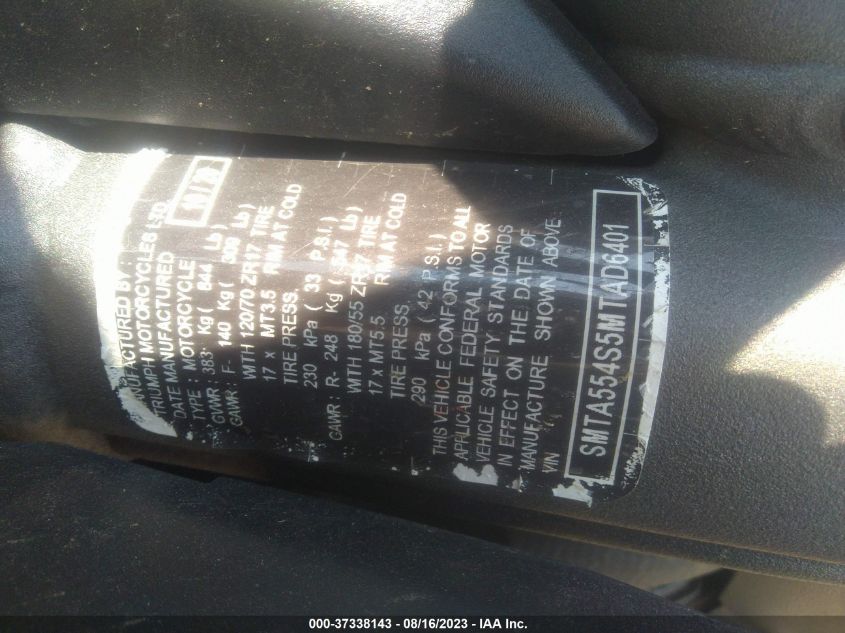 MANUFACTURED BY :
TRIUMPH MOTORCYCLES LTD.
DATE MANUFACTURED
TYPE : MOTORCYCLE
GVWR : 383 Kg ( 844 Lb)
GAWR : F- 140 Kg ( 309 Lb)
WITH 120/70 ZR17 TIRE
17 x MT3.5 RIM AT COLD
TIRE PRESS.
230 kPa ( 33 P.S.I.)
GAWR : R- 248 Kg ( 547 Lb)
WITH 180/55 ZR17 TIRE
17 x MT5.5 RIM AT COLD
TIRE PRESS.
290 kPa ( 42 P.S.I.)
THIS VEHICLE CONFORMS TO ALL
APPLICABLE FEDERAL MOTOR
VEHICLE SAFETY STANDARDS
IN EFFECT ON THE DATE OF
MANUFACTURE SHOWN ABOVE.
VIN
SMTA554S5MTAD6401
000-37338143 - 08/16/2023 - IAA Inc.